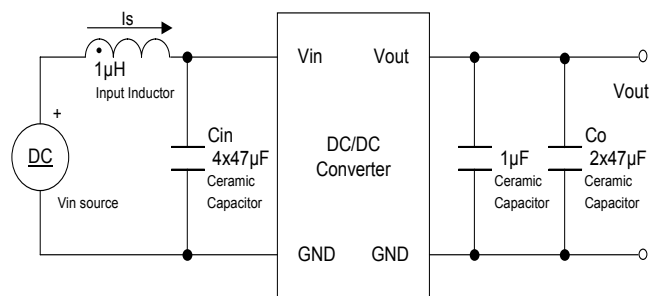 Is
1µH
Input Inductor
+
DC
Vin source
Cin
4x47µF
Ceramic
Capacitor
Vin
Vout
DC/DC
Converter
GND
GND
1µF
Ceramic
Capacitor
Co
2x47µF
Ceramic
Capacitor
Vout